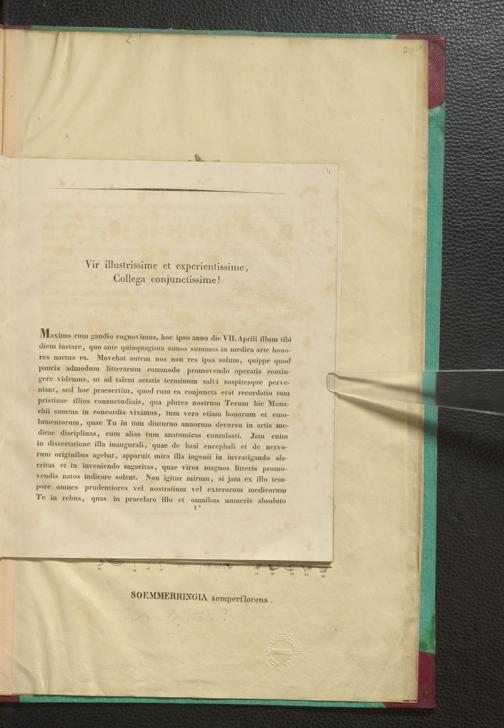 20
Vir illustrissime et experientissime,
Collega conjunctissime!
Maximo cum gaudio cognovimus, hoc ipso anno die VII. Aprili illum tibi
diem instare, quo ante quinquaginta annos summos in medica arte hono-
res nactus es. Movebat autem nos non res ipsa solum, quippe quod
paucis admodum litterarum commodo promovendo operatis contin-
gere videmus, ut ad talem aetatis terminum salvi sospitesque perve-
niant, sed hoc praesertim, quod cum ea conjuncta erat recordatio tum
pristinae illius consuetudinis, qua plures nostrum Tecum hic Mona-
chii summa in concordia viximus, tum vero etiam bonorum et emo-
lumentorum, quae Tu in tam diuturno annorum decursu in artis me-
dicae disciplinas, cum alias tum anatomicas cumulasti. Jam enim
in dissertatione illa inaugurali, quae de basi encephali et de nervo-
rum originibus agebat, apparuit mira illa ingenii in investigando ala-
critas et in inveniendo sagacitas, quae viros magnos litteris promo-
vendis natos indicare solent. Non igitur mirum, si jam ex illo tem-
pore omnes prudentiores vel nostratium vel exterorum medicorum
Te in rebus, quas in praeclaro illo et omnibus numeris absoluto
1*
SOEMMERRINGIA semperflorens.